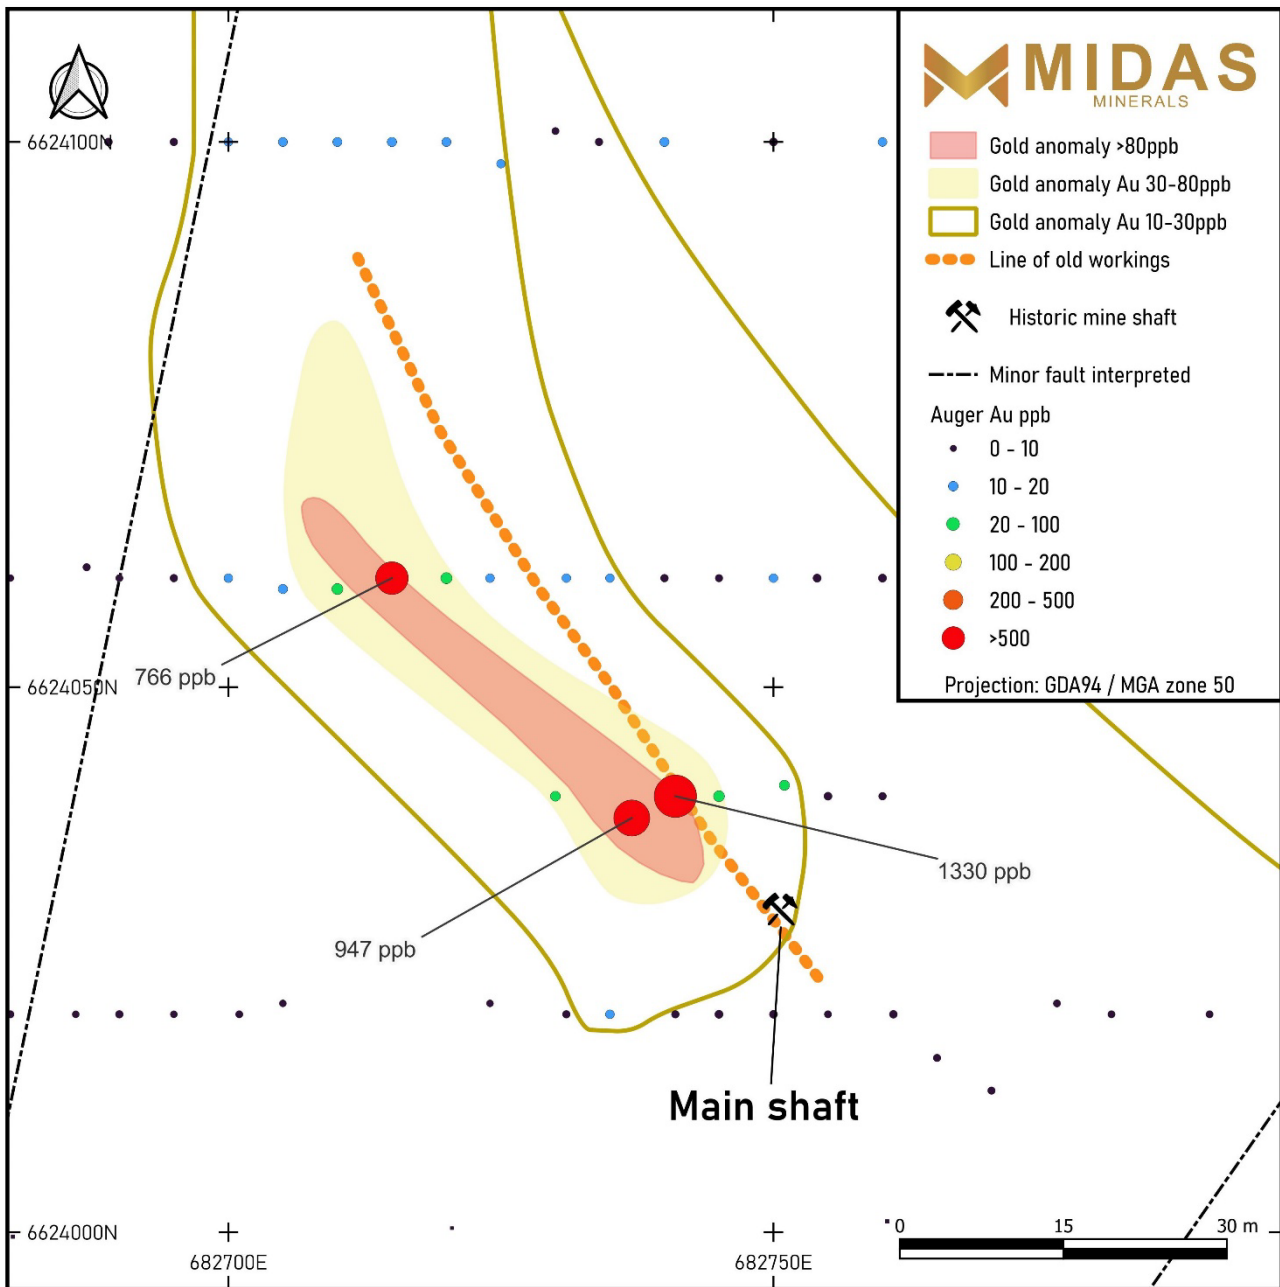 MIDAS
MINERALS
Gold anomaly >80ppb
Gold anomaly Au 30-80ppb
Gold anomaly Au 10-30ppb
Line of old workings
Historic mine shaft
Minor fault interpreted
Auger Au ppb
0 - 10
10 - 20
20 - 100
100 - 200
200 - 500
>500
Projection: GDA94 / MGA zone 50
6624100N
766 ppb
6624050N
1330 ppb
947 ppb
Main shaft
6624000N
0 15 30 m
682700E
682750E